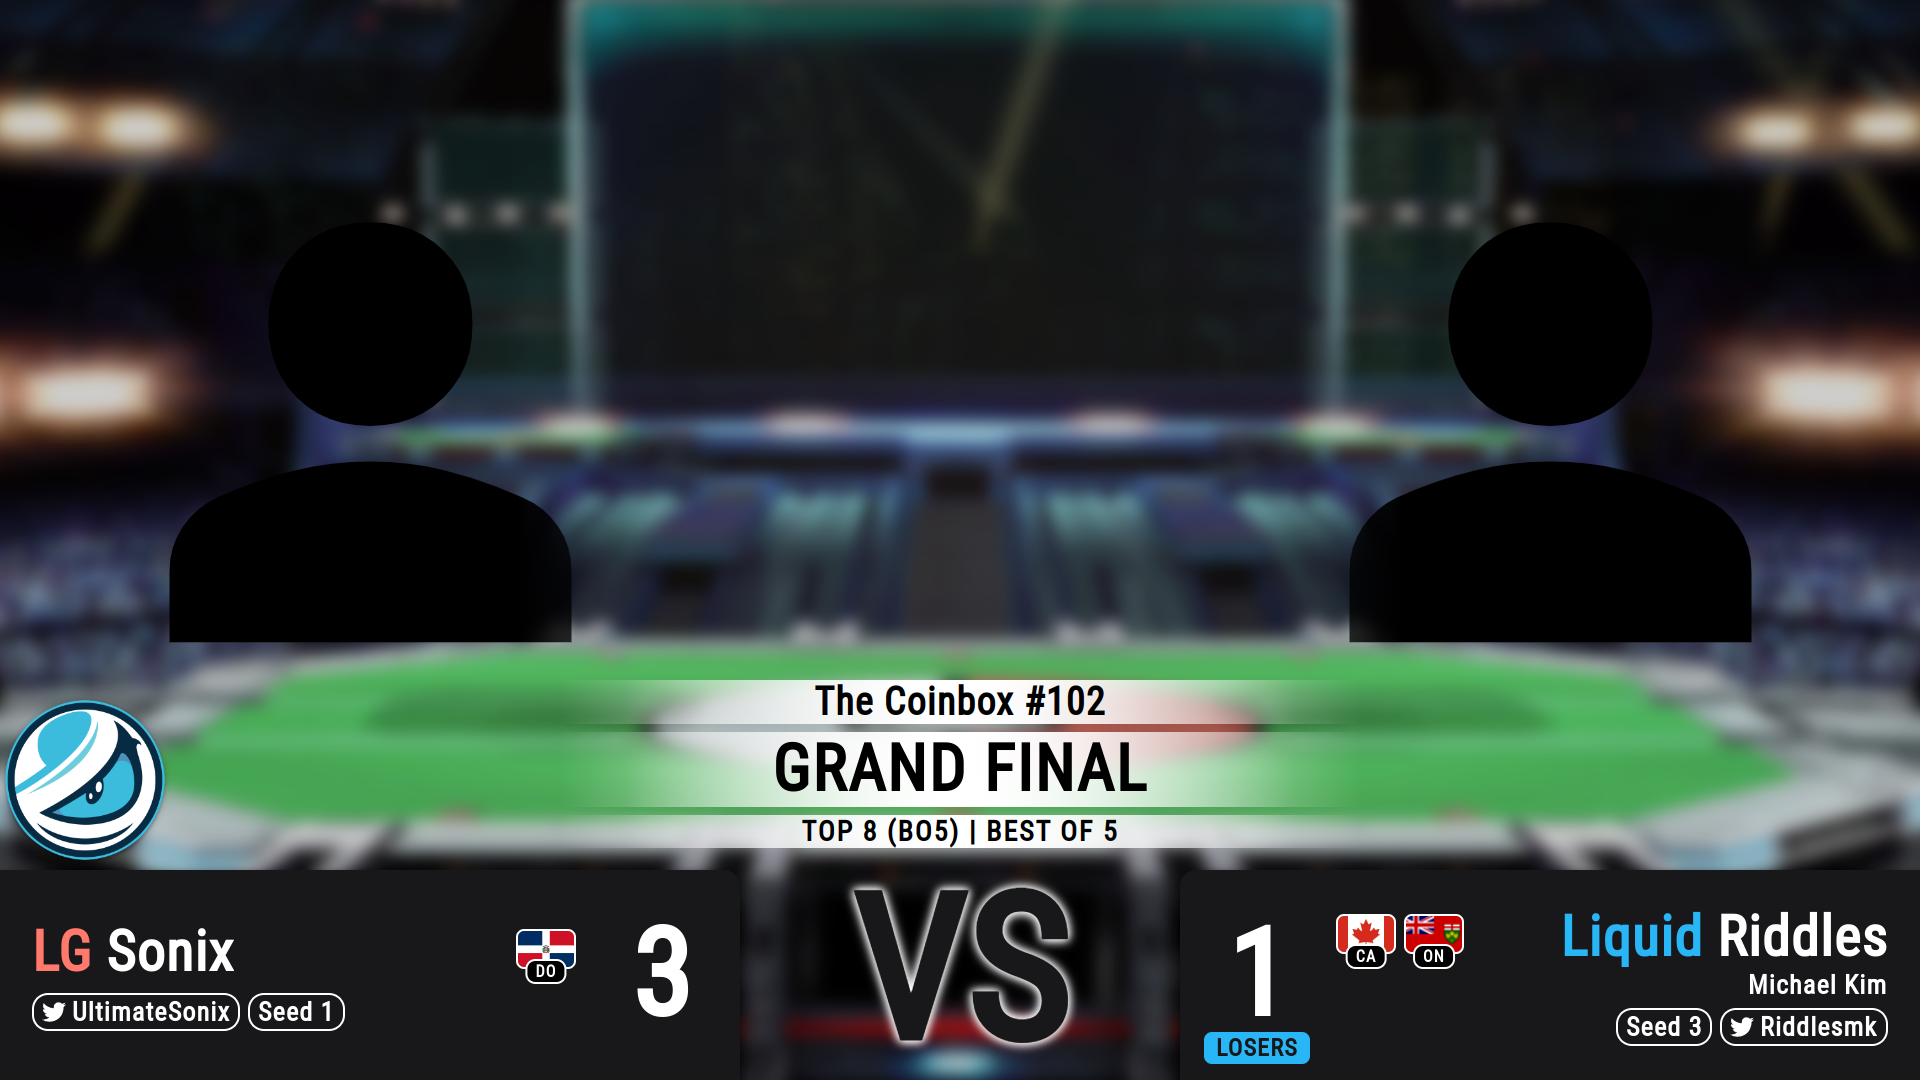 The Coinbox #102
GRAND FINAL
TOP 8 (BO5) | BEST OF 5
VS
LG Sonix
UltimateSonix Seed 1
DO
3
1
LOSERS
CA ON
Liquid Riddles
Michael Kim
Seed 3 Riddlesmk